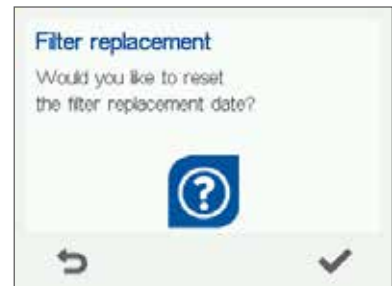 Filter replacement
Would you like to reset
the filter replacement date?